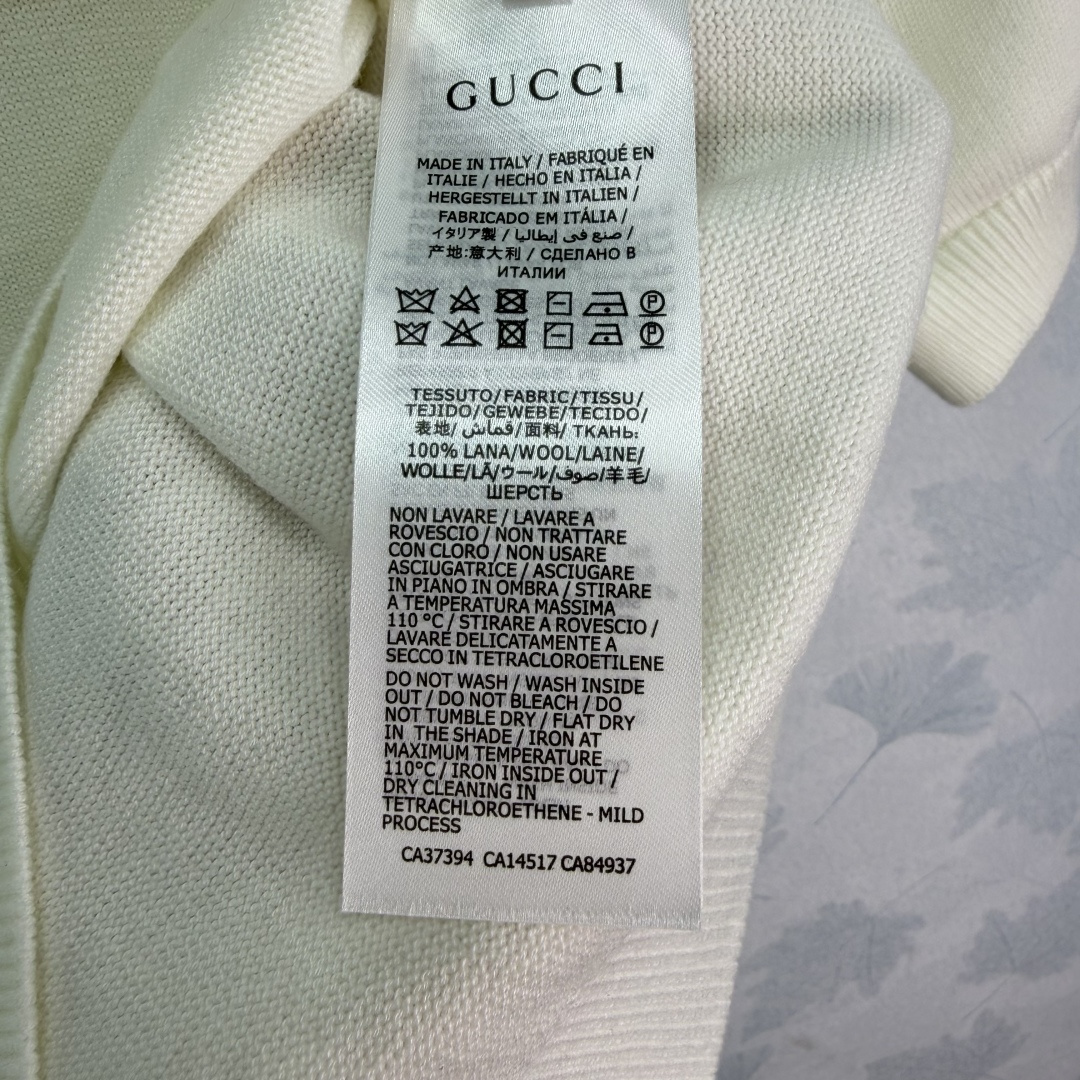 GUCCI
MADE IN ITALY / FABRIQUÉ EN
ITALIE / HECHO EN ITALIA /
HERGESTELLT IN ITALIEN /
FABRICADO EM ITÁLIA /
イタリア製 / صنع في إيطاليا /
产地:意大利 / СДЕЛАНО В
ИТАЛИИ
TESSUTO/FABRIC/TISSU/
TEJIDO/GEWEBE/TECIDO/
表地/ قماش/面料/ ТКАНЬ:
100% LANA/WOOL/LAINE/
WOLLE/LÃ/ウール/صوف/羊毛/
ШЕРСТЬ
NON LAVARE / LAVARE A
ROVESCIO / NON TRATTARE
CON CLORO / NON USARE
ASCIUGATRICE / ASCIUGARE
IN PIANO IN OMBRA / STIRARE
A TEMPERATURA MASSIMA
110 °C / STIRARE A ROVESCIO /
LAVARE DELICATAMENTE A
SECCO IN TETRACLOROETILENE
DO NOT WASH / WASH INSIDE
OUT / DO NOT BLEACH / DO
NOT TUMBLE DRY / FLAT DRY
IN THE SHADE / IRON AT
MAXIMUM TEMPERATURE
110°C / IRON INSIDE OUT /
DRY CLEANING IN
TETRACHLOROETHENE - MILD
PROCESS
CA37394 CA14517 CA84937